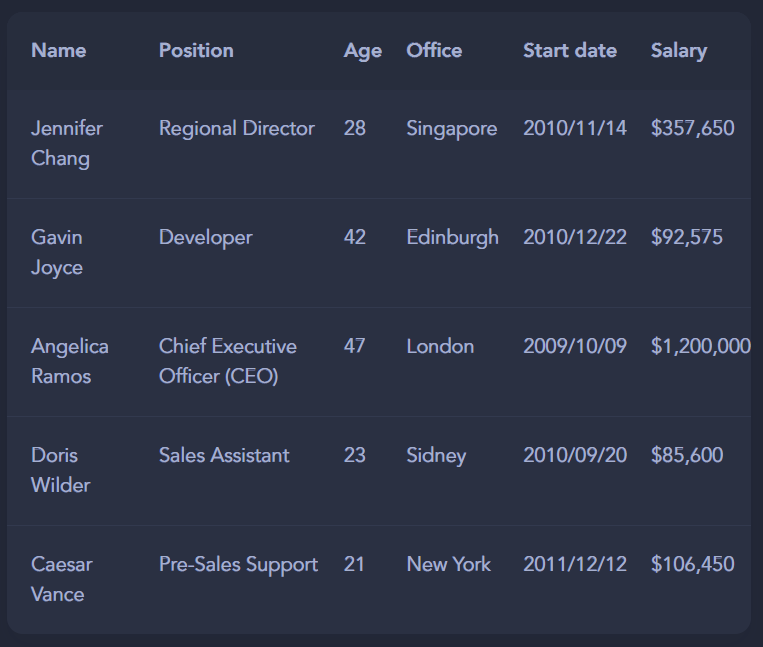 Name Position Age Office Start date Salary
Jennifer Chang Regional Director 28 Singapore 2010/11/14 $357,650
Gavin Joyce Developer 42 Edinburgh 2010/12/22 $92,575
Angelica Ramos Chief Executive Officer (CEO) 47 London 2009/10/09 $1,200,000
Doris Wilder Sales Assistant 23 Sidney 2010/09/20 $85,600
Caesar Vance Pre-Sales Support 21 New York 2011/12/12 $106,450